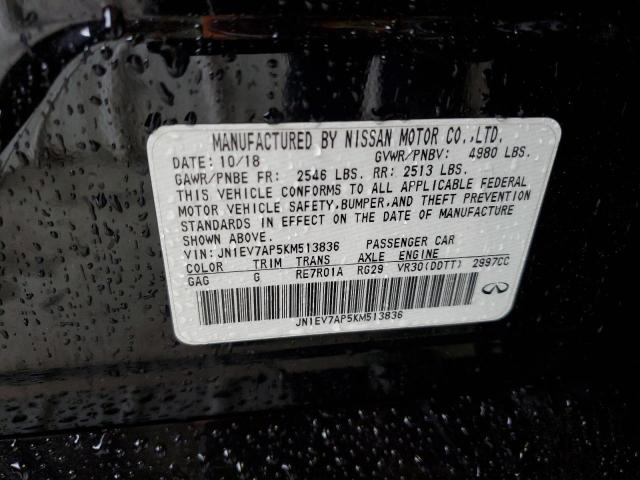 MANUFACTURED BY NISSAN MOTOR CO.,LTD.
DATE: 10/18 GVWR/PNBV: 4980 LBS.
GAWR/PNBE FR: 2546 LBS. RR: 2513 LBS.
THIS VEHICLE CONFORMS TO ALL APPLICABLE FEDERAL
MOTOR VEHICLE SAFETY, BUMPER, AND THEFT PREVENTION
STANDARDS IN EFFECT ON THE DATE OF MANUFACTURE
SHOWN ABOVE.
VIN: JN1EV7AP5KM513836 PASSENGER CAR
COLOR TRIM TRANS AXLE ENGINE
GAG G RE7R01A RG29 VR30(DDTT) 2997CC
JN1EV7AP5KM513836